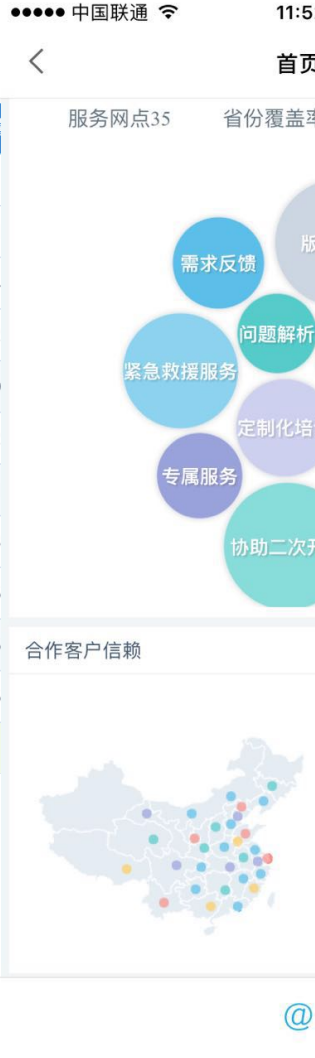 中国联通 11:5
首页
服务网点35 省份覆盖率
版
需求反馈
问题解析
紧急救援服务
定制化培
专属服务
协助二次开
合作客户信赖
@